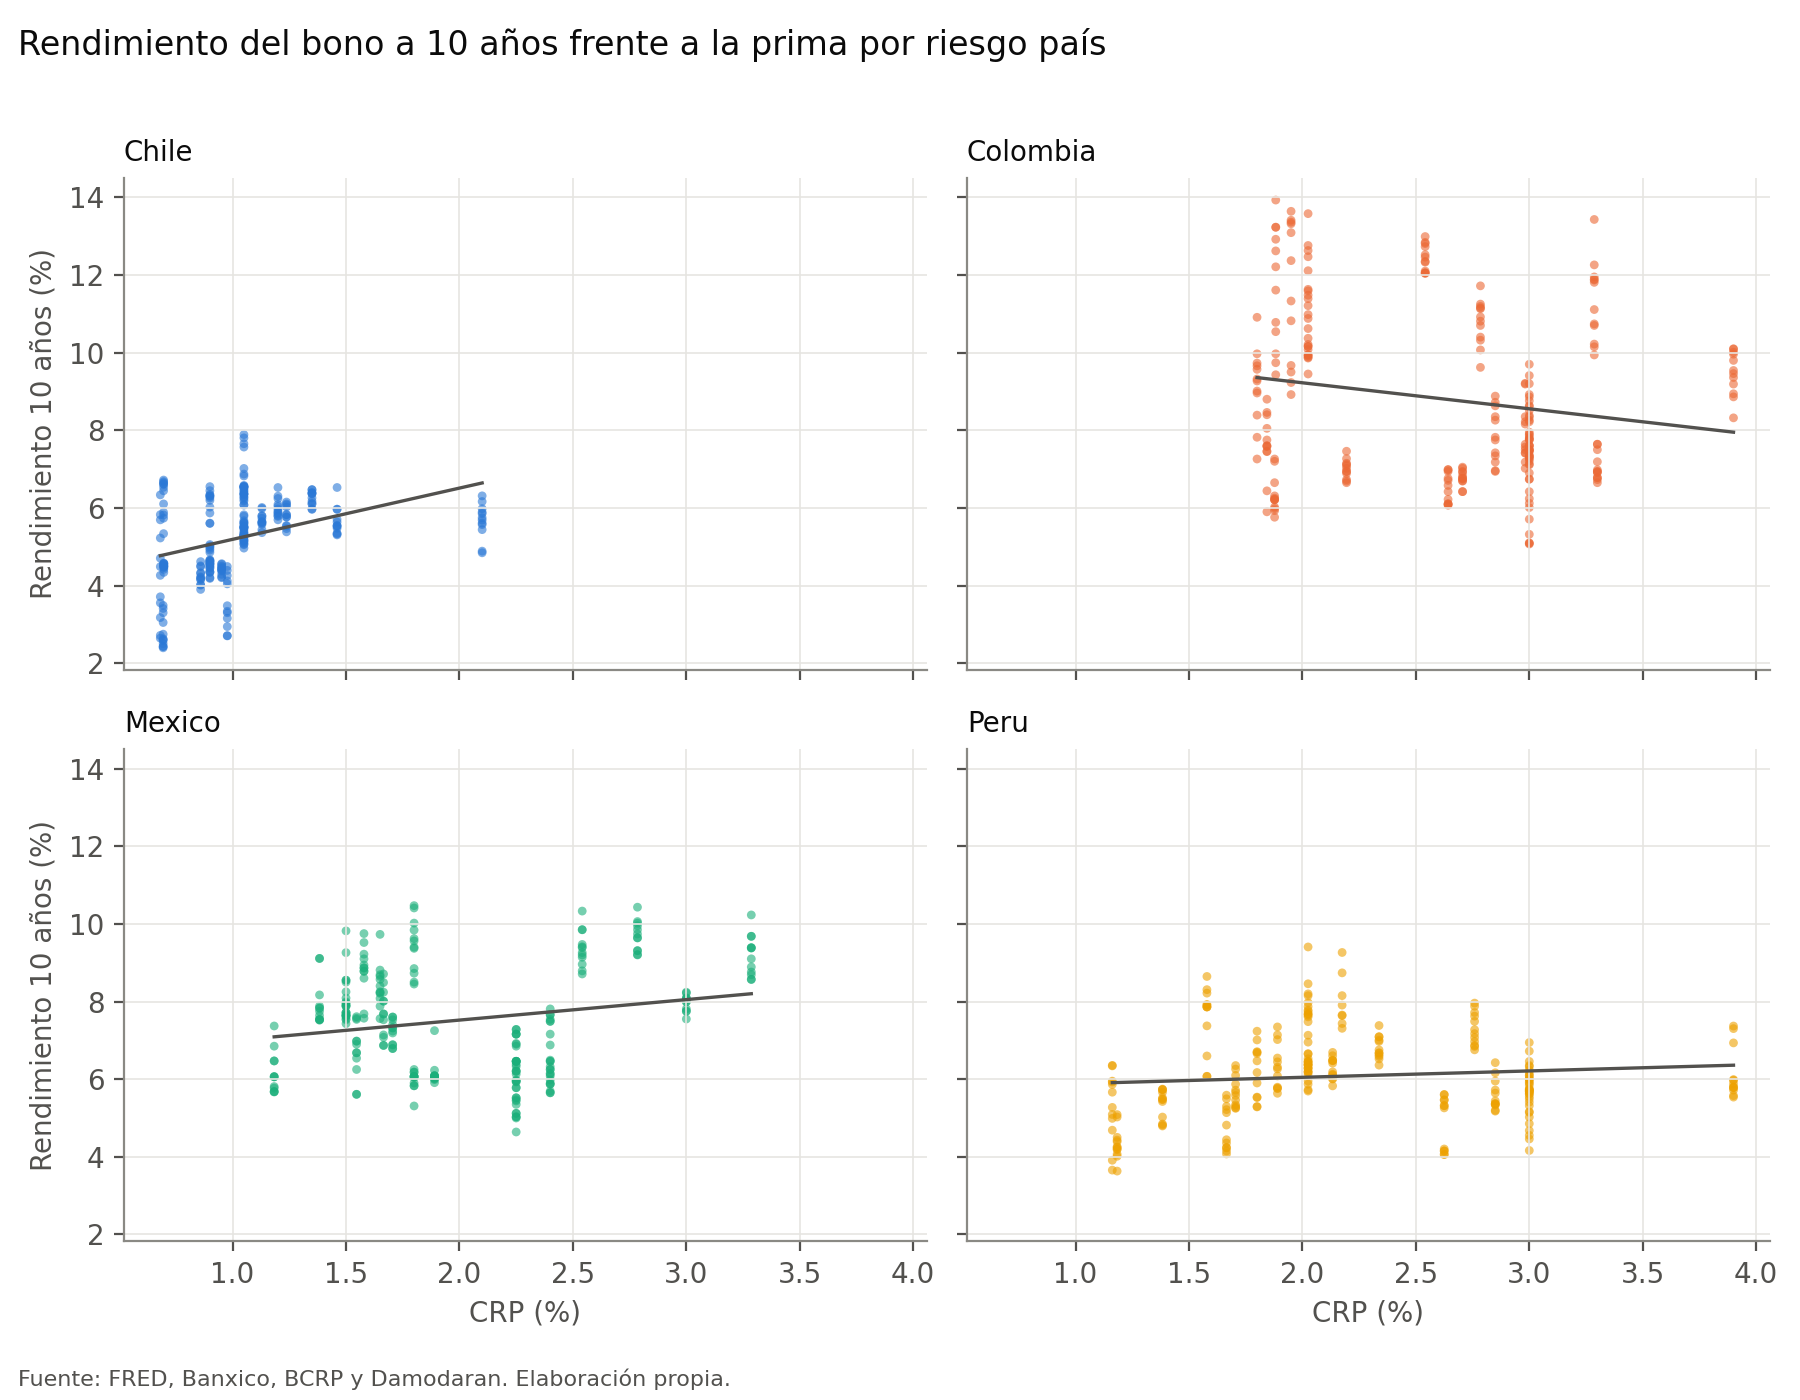 Rendimiento del bono a 10 años frente a la prima por riesgo país
Chile
Colombia
Rendimiento 10 años (%)
14
12
10
8
6
4
2
Mexico
Peru
Rendimiento 10 años (%)
14
12
10
8
6
4
2
1.0 1.5 2.0 2.5 3.0 3.5 4.0
1.0 1.5 2.0 2.5 3.0 3.5 4.0
CRP (%)
CRP (%)
Fuente: FRED, Banxico, BCRP y Damodaran. Elaboración propia.